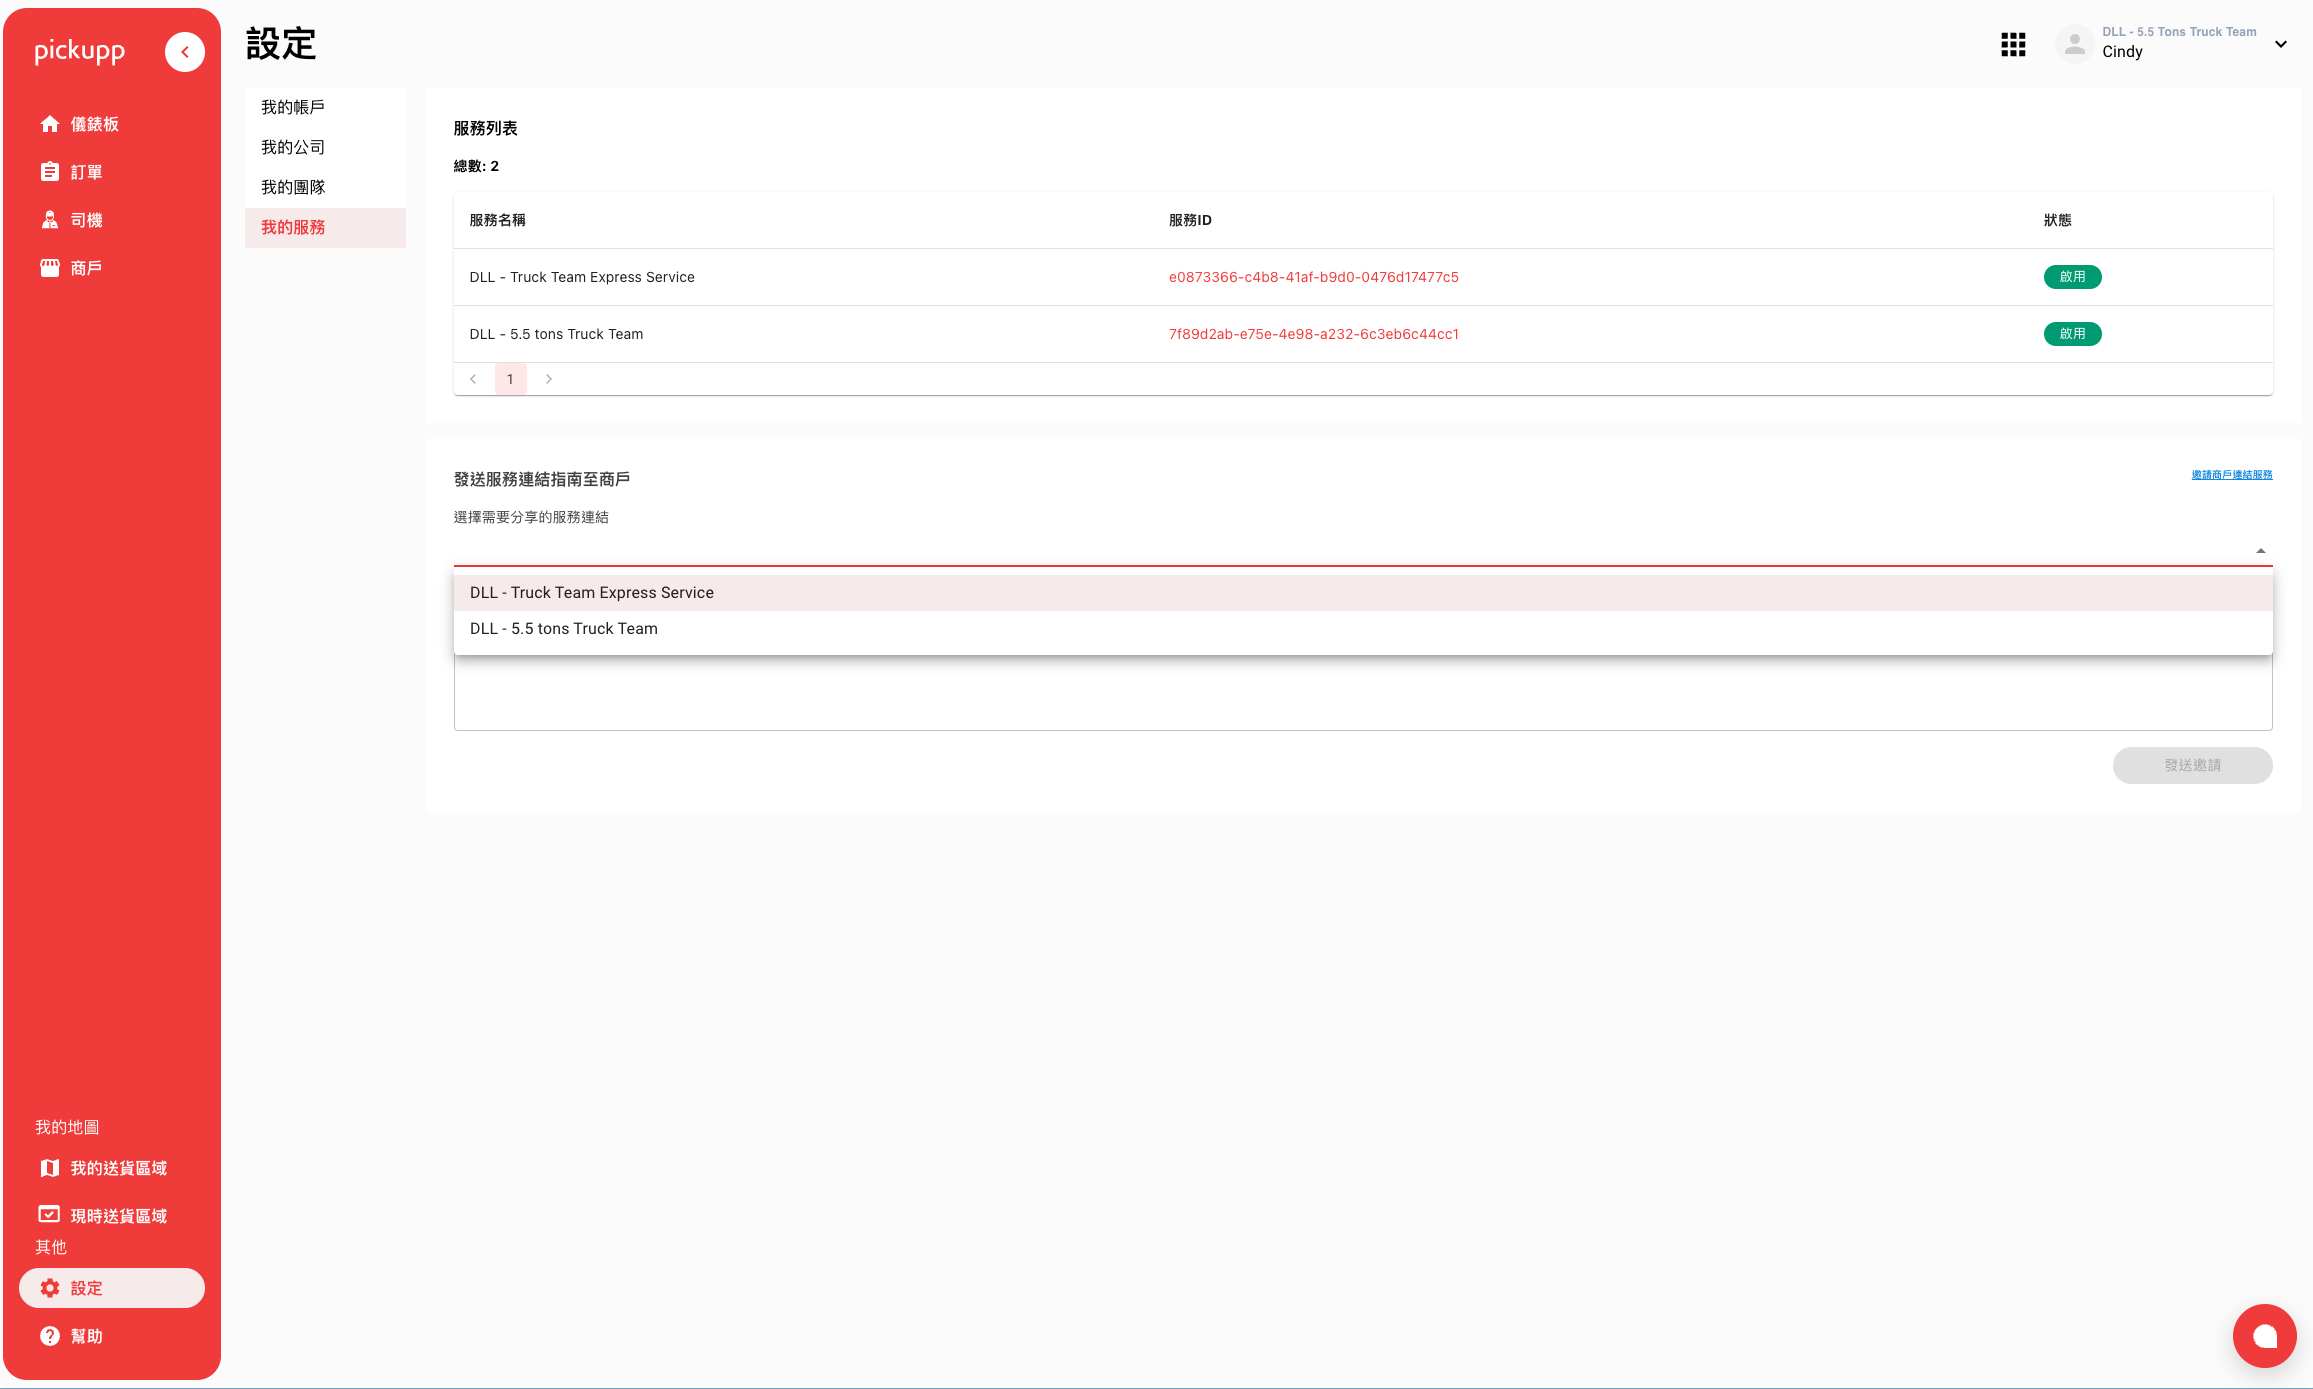 pickupp
儀錶板
訂單
司機
商戶
我的地圖
我的送貨區域
現時送貨區域
其他
設定
幫助
設定
DLL - 5.5 Tons Truck Team
Cindy
我的帳戶
我的公司
我的團隊
我的服務
服務列表
總數: 2
服務名稱 服務ID 狀態
DLL - Truck Team Express Service e0873366-c4b8-41af-b9d0-0476d17477c5 啟用
DLL - 5.5 tons Truck Team 7f89d2ab-e75e-4e98-a232-6c3eb6c44cc1 啟用
1
發送服務連結指南至商戶
邀請商戶連結服務
選擇需要分享的服務連結
DLL - Truck Team Express Service
DLL - 5.5 tons Truck Team
發送邀請